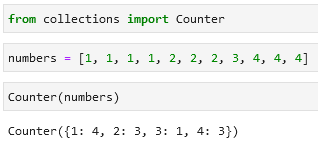 from collections import Counter
numbers = [1, 1, 1, 1, 2, 2, 2, 3, 4, 4, 4]
Counter(numbers)
Counter({1: 4, 2: 3, 3: 1, 4: 3})